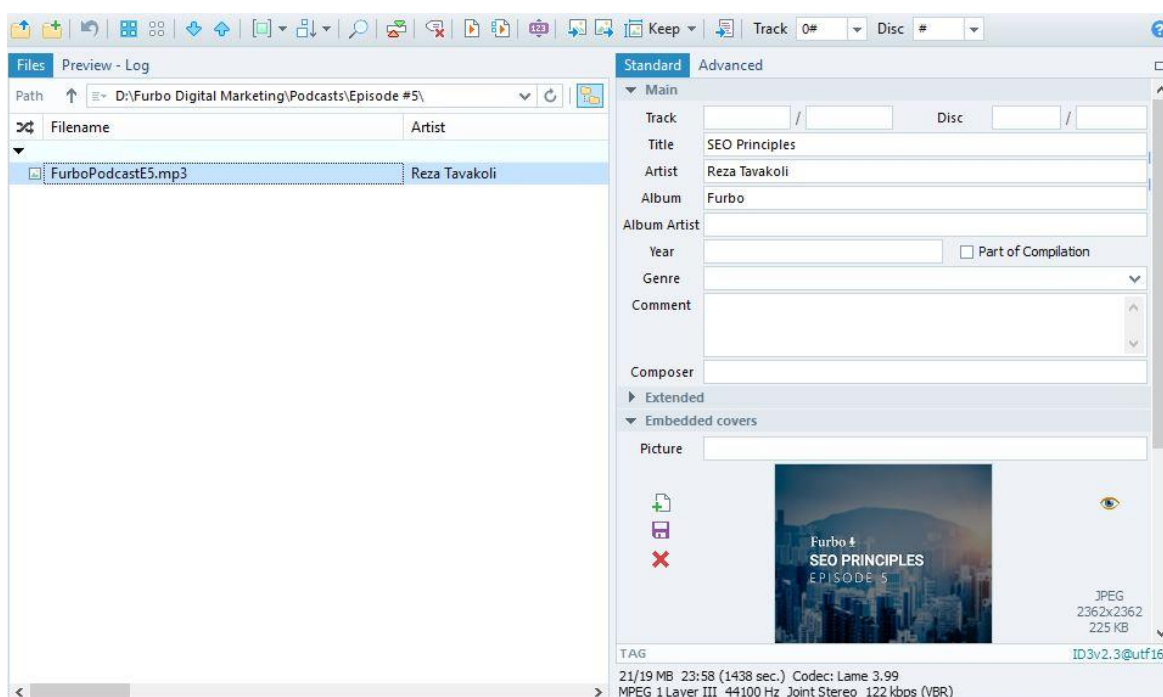 Keep Track 0# Disc #
Files Preview - Log
Path D:\Furbo Digital Marketing\Podcasts\Episode #5\
Filename Artist
FurboPodcastE5.mp3 Reza Tavakoli
Standard Advanced
Main
Track / Disc /
Title SEO Principles
Artist Reza Tavakoli
Album Furbo
Album Artist
Year Part of Compilation
Genre
Comment
Composer
Extended
Embedded covers
Picture
Furbo
SEO PRINCIPLES
EPISODE 5
JPEG
2362x2362
225 KB
TAG ID3v2.3@utf16
21/19 MB 23:58 (1438 sec.) Codec: Lame 3.99
MPEG 1 Layer III 44100 Hz Joint Stereo 122 kbps (VBR)